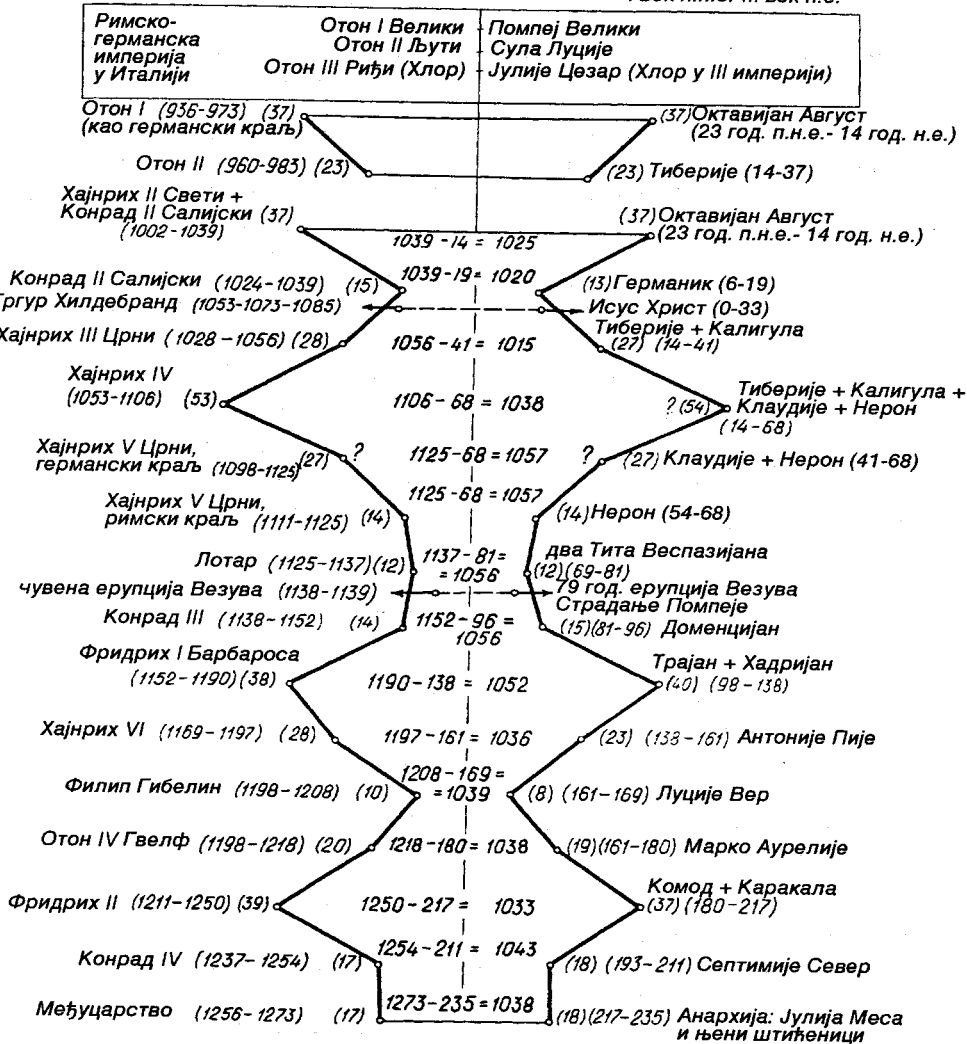 Римско-
германска
империја
у Италији
Отон I Велики
Отон II Љути
Отон III Риђи (Хлор)
Помпеј Велики
Сула Луције
Јулије Цезар (Хлор у III империји)
Отон I (936-973) (37)
(као германски краљ)
(37) Октавијан Август
(23 год. п.н.е.- 14 год. н.е.)
Отон II (960-983) (23)
(23) Тиберије (14-37)
Хајнрих II Свети +
Конрад II Салијски (37)
(1002-1039)
(37) Октавијан Август
(23 год. п.н.е.- 14 год. н.е.)
1039-14 = 1025
Конрад II Салијски (1024-1039) (15)
1039-19= 1020
(13) Германик (6-19)
Гргур Хилдебранд (1053-1073-1085)
Исус Христ (0-33)
Хајнрих III Црни (1028-1056) (28)
1056-41 = 1015
Тиберије + Калигула
(27) (14-41)
Хајнрих IV
(1053-1106) (53)
1106-68 = 1038
? (54)
Тиберије + Калигула +
Клаудије + Нерон
(14-68)
Хајнрих V Црни,
германски краљ (1098-1125) (27) ?
1125-68 = 1057
? (27) Клаудије + Нерон (41-68)
Хајнрих V Црни,
римски краљ (1111-1125) (14)
1125-68 = 1057
(14) Нерон (54-68)
Лотар (1125-1137) (12)
1137-81=
= 1056
два Тита Веспазијана
(12) (69-81)
чувена ерупција Везува (1138-1139)
79 год. ерупција Везува
Страдање Помпеје
Конрад III (1138-1152) (14)
1152-96 =
1056
(15) (81-96) Доменцијан
Фридрих I Барбароса
(1152-1190) (38)
1190-138 = 1052
Трајан + Хадријан
(40) (98-138)
Хајнрих VI (1169-1197) (28)
1197-161 = 1036
(23) (138-161) Антоније Пије
Филип Гибелин (1198-1208) (10)
1208-169 =
= 1039
(8) (161-169) Луције Вер
Отон IV Гвелф (1198-1218) (20)
1218-180 = 1038
(19) (161-180) Марко Аурелије
Фридрих II (1211-1250) (39)
1250-217 = 1033
Комод + Каракала
(37) (180-217)
Конрад IV (1237-1254) (17)
1254-211 = 1043
(18) (193-211) Септимије Север
Међуцарство (1256-1273) (17)
1273-235=1038
(18) (217-235) Анархија: Јулија Меса
и њени штићеници